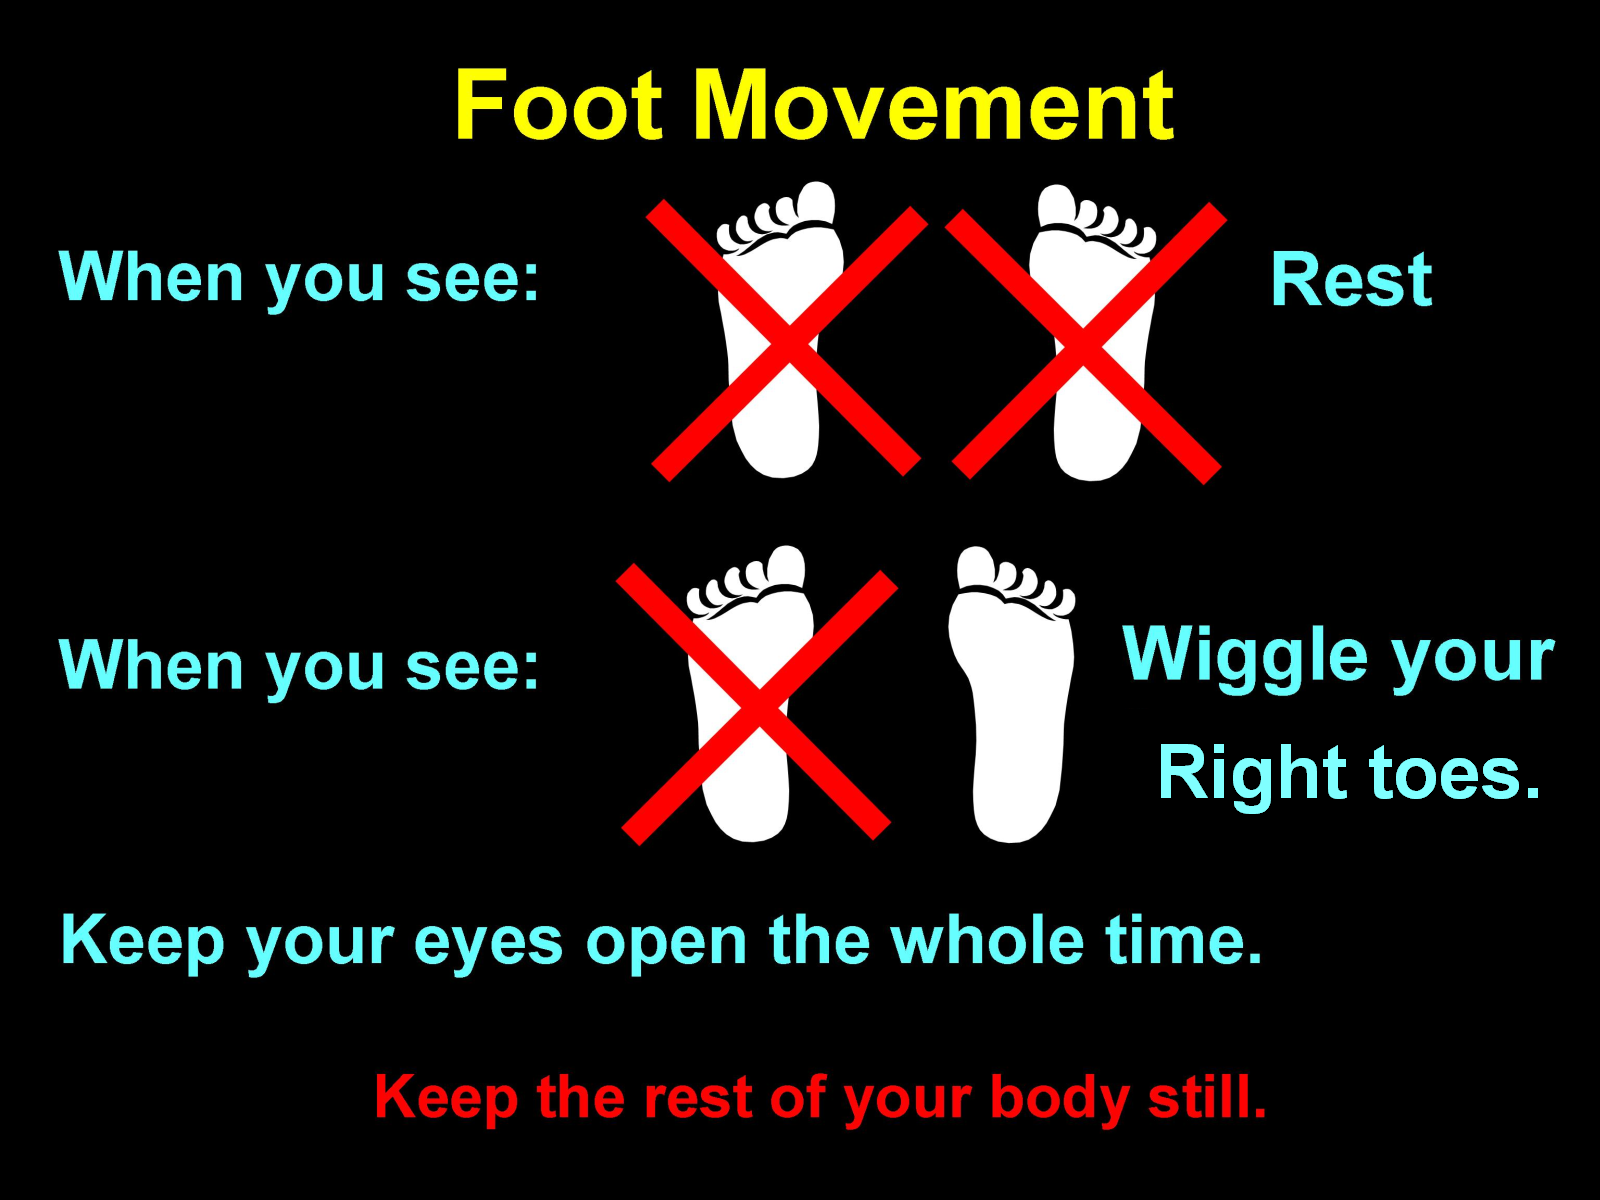 Foot Movement
When you see:
Rest
When you see:
Wiggle your
Right toes.
Keep your eyes open the whole time.
Keep the rest of your body still.